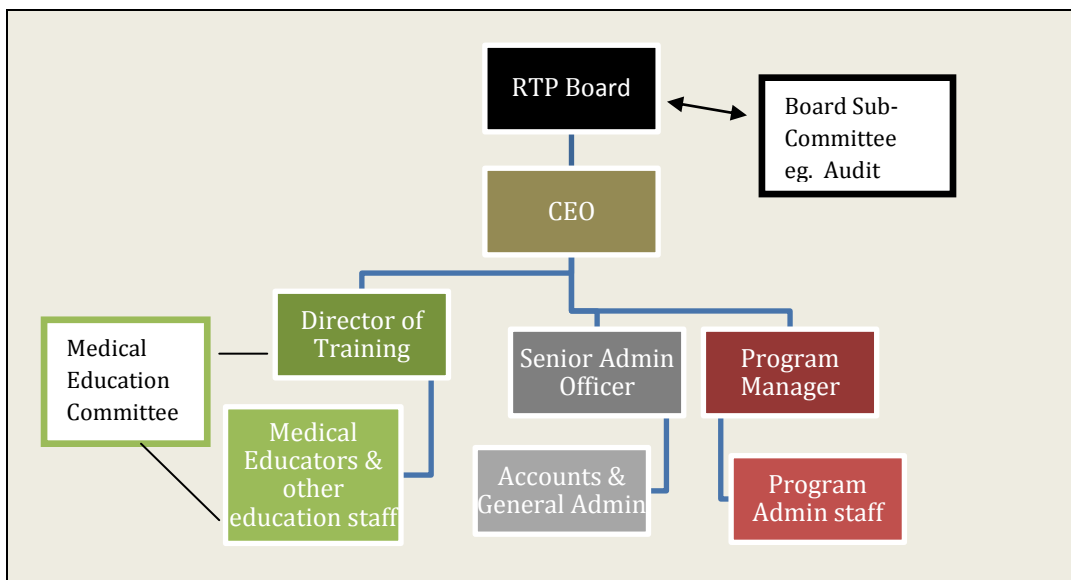 RTP Board
Board Sub-
Committee
eg.  Audit
CEO
Director of
Training
Senior Admin
Officer
Program
Manager
Medical
Education
Committee
Medical
Educators &
other
education staff
Accounts &
General Admin
Program
Admin staff